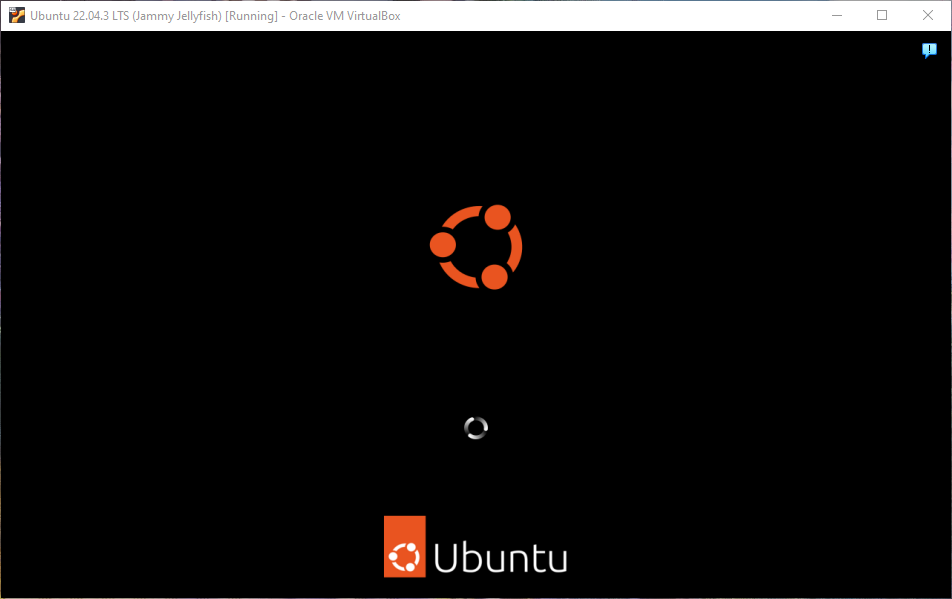 Ubuntu 22.04.3 LTS (Jammy Jellyfish) [Running] - Oracle VM VirtualBox
Ubuntu